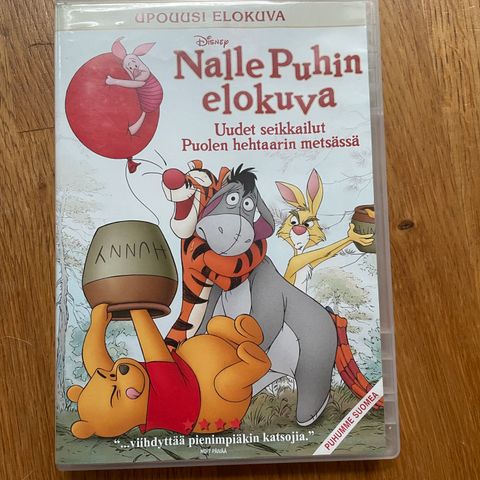 UPOUUSI ELOKUVA
Disney
Nalle Puhin
elokuva
Uudet seikkailut
Puolen hehtaarin metsässä
HUNNY
PUHUMME SUOMEA
"...viihdyttää pienimpiäkin katsojia."